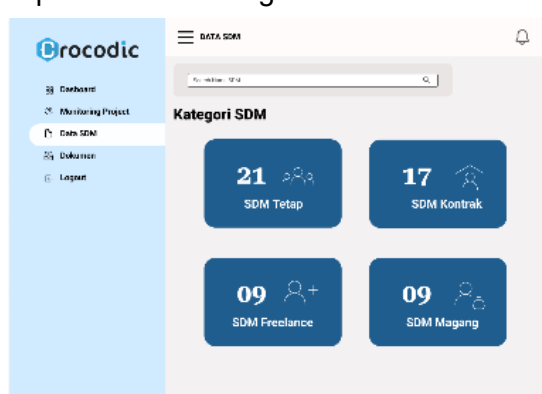 Crocodic
DATA SDM
Dashboard
Monitoring Project
Data SDM
Dokumen
Logout
Kategori SDM
21
SDM Tetap
17
SDM Kontrak
09
SDM Freelance
09
SDM Magang